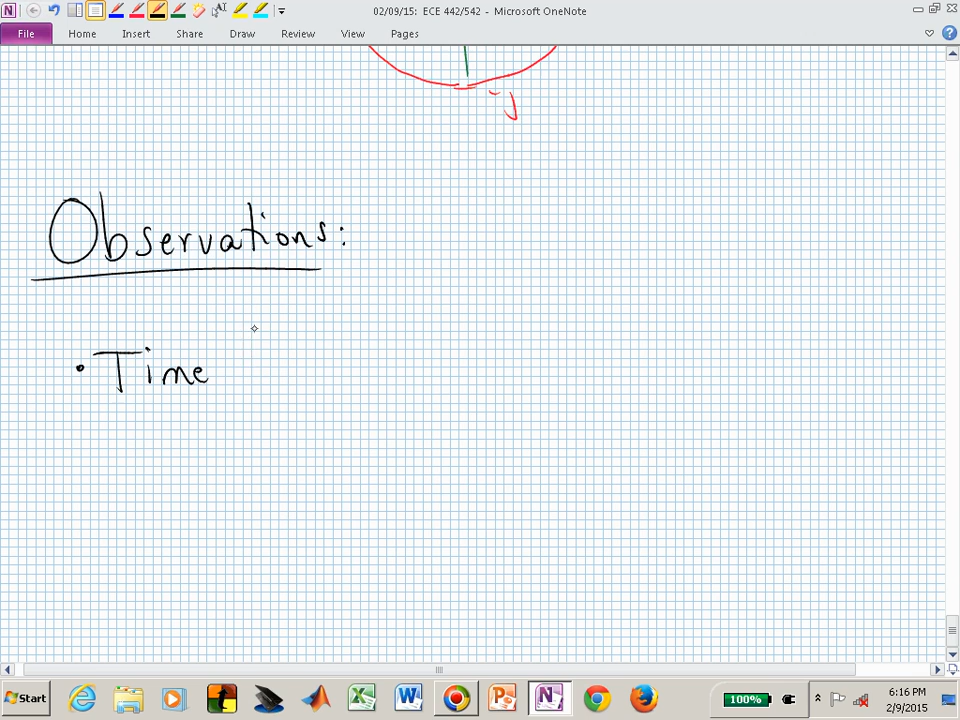 02/09/15: ECE 442/542 - Microsoft OneNote
File Home Insert Share Draw Review View Pages
-j
Observations:
• Time
Start
100%
6:16 PM
2/9/2015